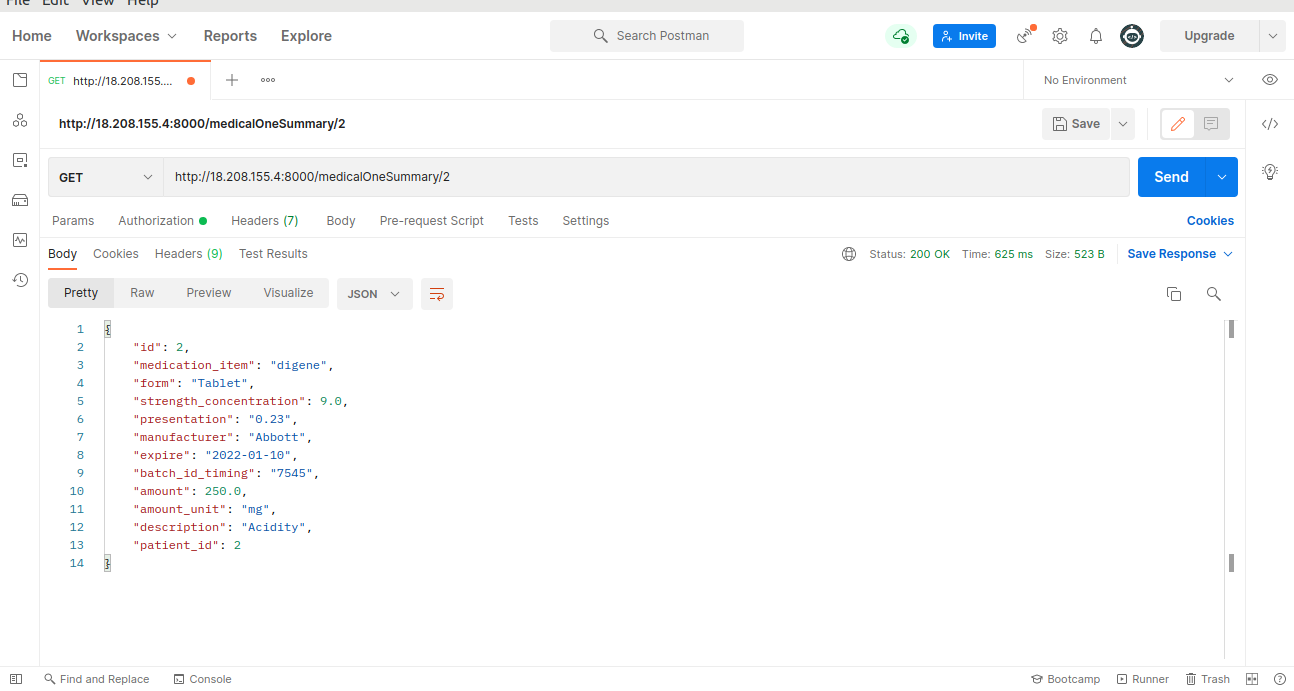 File Edit View Help
Home Workspaces Reports Explore Search Postman Invite Upgrade
GET http://18.208.155.... No Environment
http://18.208.155.4:8000/medicalOneSummary/2 Save
GET http://18.208.155.4:8000/medicalOneSummary/2 Send
Params Authorization Headers (7) Body Pre-request Script Tests Settings Cookies
Body Cookies Headers (9) Test Results Status: 200 OK Time: 625 ms Size: 523 B Save Response
Pretty Raw Preview Visualize JSON
1 {
2 "id": 2,
3 "medication_item": "digene",
4 "form": "Tablet",
5 "strength_concentration": 9.0,
6 "presentation": "0.23",
7 "manufacturer": "Abbott",
8 "expire": "2022-01-10",
9 "batch_id_timing": "7545",
10 "amount": 250.0,
11 "amount_unit": "mg",
12 "description": "Acidity",
13 "patient_id": 2
14 }
Find and Replace Console Bootcamp Runner Trash